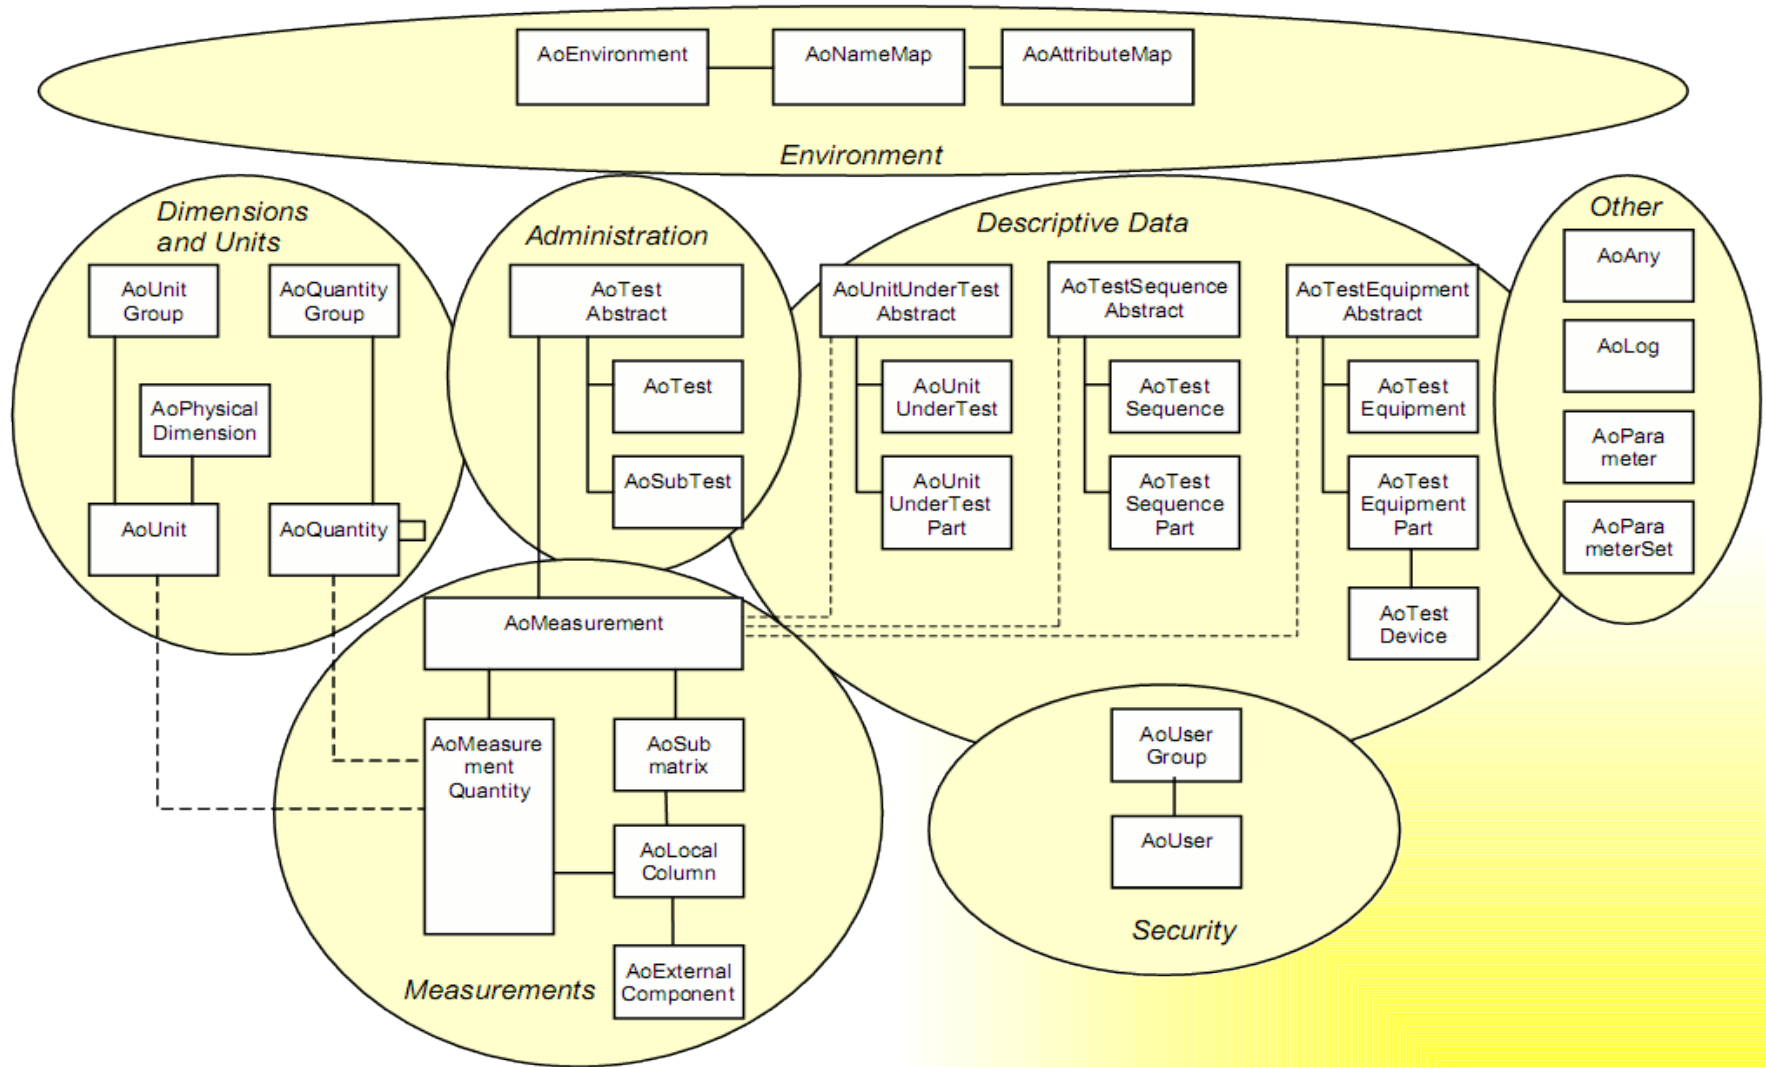 AoEnvironment
AoNameMap
AoAttributeMap
Environment
Dimensions
and Units
AoUnit
Group
AoQuantity
Group
AoPhysical
Dimension
AoUnit
AoQuantity
Administration
AoTest
Abstract
AoTest
AoSubTest
Descriptive Data
AoUnitUnderTest
Abstract
AoUnit
UnderTest
AoUnit
UnderTest
Part
AoTestSequence
Abstract
AoTest
Sequence
AoTest
Sequence
Part
AoTestEquipment
Abstract
AoTest
Equipment
AoTest
Equipment
Part
AoTest
Device
Other
AoAny
AoLog
AoPara
meter
AoPara
meterSet
AoMeasurement
AoMeasure
ment
Quantity
AoSub
matrix
AoLocal
Column
AoExternal
Component
Measurements
AoUser
Group
AoUser
Security